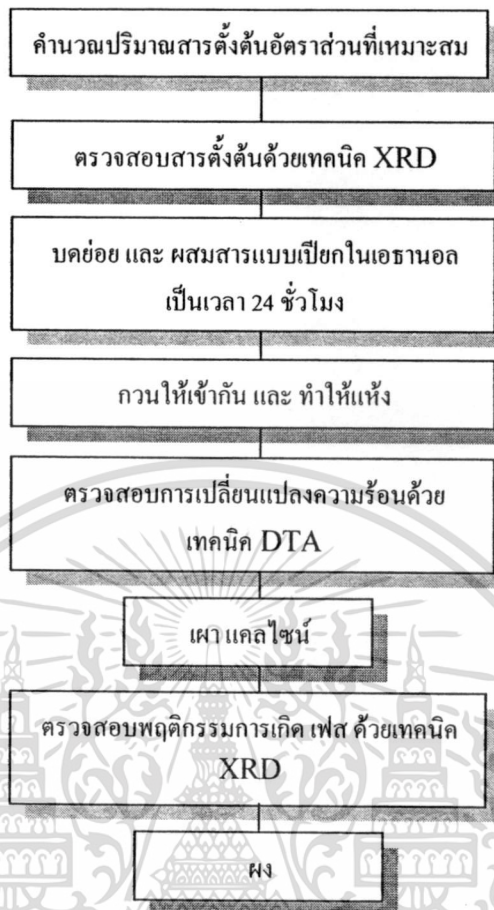 คำนวณปริมาณสารตั้งต้นอัตราส่วนที่เหมาะสม
ตรวจสอบสารตั้งต้นด้วยเทคนิค XRD
บดย่อย และ ผสมสารแบบเปียกในเอธานอล
เป็นเวลา 24 ชั่วโมง
กวนให้เข้ากัน และ ทำให้แห้ง
ตรวจสอบการเปลี่ยนแปลงความร้อนด้วย
เทคนิค DTA
เผา แคลไซน์
ตรวจสอบพฤติกรรมการเกิด เฟส ด้วยเทคนิค
XRD
ผง